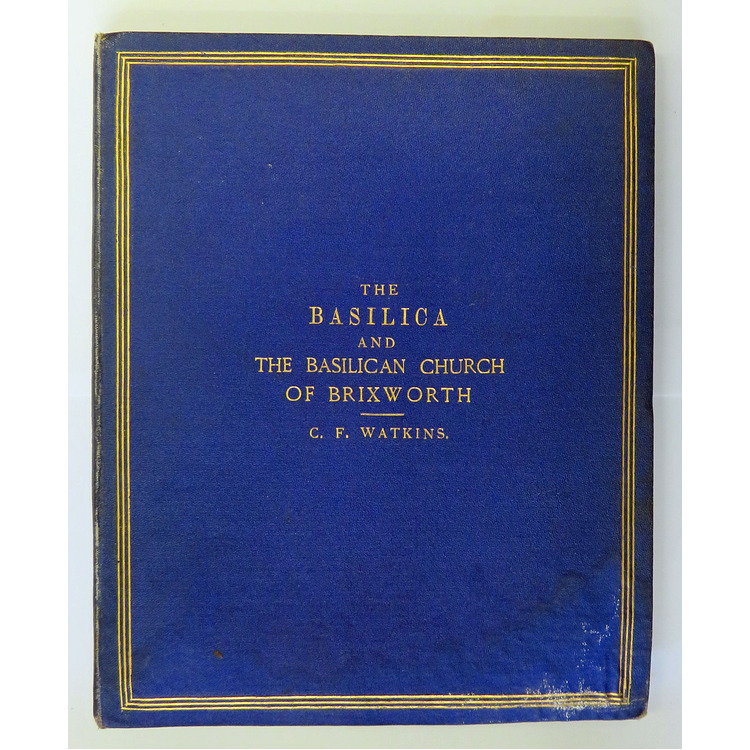 THE
BASILICA
AND
THE BASILICAN CHURCH
OF BRIXWORTH
C. F. WATKINS.